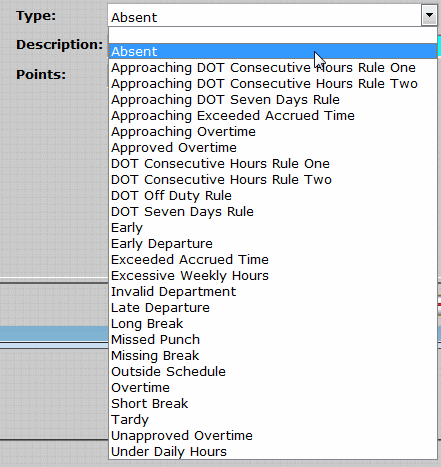 Type: Absent
Description:
Points:
Absent
Approaching DOT Consecutive Hours Rule One
Approaching DOT Consecutive Hours Rule Two
Approaching DOT Seven Days Rule
Approaching Exceeded Accrued Time
Approaching Overtime
Approved Overtime
DOT Consecutive Hours Rule One
DOT Consecutive Hours Rule Two
DOT Off Duty Rule
DOT Seven Days Rule
Early
Early Departure
Exceeded Accrued Time
Excessive Weekly Hours
Invalid Department
Late Departure
Long Break
Missed Punch
Missing Break
Outside Schedule
Overtime
Short Break
Tardy
Unapproved Overtime
Under Daily Hours